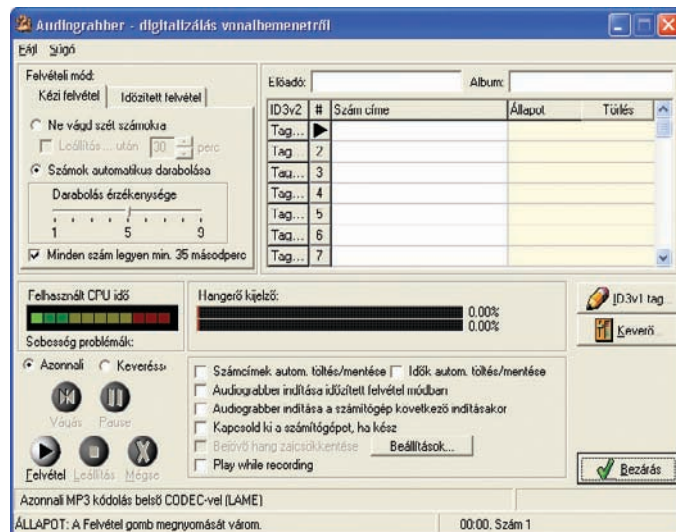 Audiograbber - digitalizálás vonalbemenetről
Fájl Súgó
Felvételi mód:
Kézi felvétel Időzített felvétel
Ne vágd szét számokra
Leállítás... után 30 perc
Számok automatikus darabolása
Darabolás érzékenysége
1 5 9
Minden szám legyen min. 35 másodperc
Előadó: Album:
ID3v2 # Szám címe Állapot Törlés
Tag...
Tag 2
Tag... 3
Tag... 4
Tag... 5
Tag... 6
Tag... 7
Felhasznált CPU idő
Sebesség problémák:
Hangerő kijelző:
0.00%
0.00%
ID3v1 tag...
Keverő...
Azonnali Keverésse
Vágás Pause
Felvétel Leállítás Mégse
Számcímek autom. töltés/mentése Idők autom. töltés/mentése
Audiograbber indítása időzített felvétel módban
Audiograbber indítása a számítógép következő indításakor
Kapcsold ki a számítógépot, ha kész
Bejövő hang zajcsökkentése Beállítások...
Play while recording
Bezárás
Azonnali MP3 kódolás belső CODEC-vel (LAME)
ÁLLAPOT: A Felvétel gomb megnyomását várom. 00:00. Szám 1